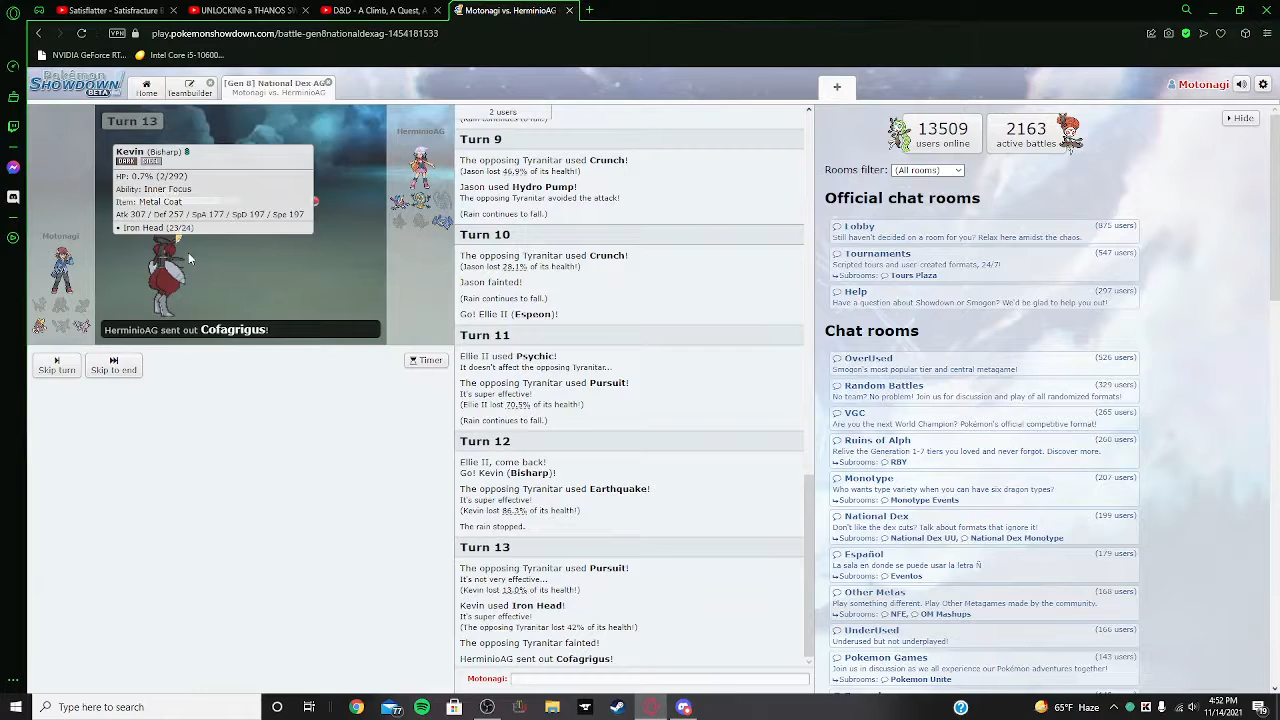 Satisflatter - Satisfracture B
UNLOCKING a THANOS SW
D&D - A Climb, A Quest, A
Motonagi vs. HerminioAG
VPN play.pokemonshowdown.com/battle-gen8nationaldexag-1454181533
NVIDIA GeForce RT...
Intel Core i5-10600...
Pokémon
SHOWDOWN
BETA
Home
Teambuilder
[Gen 8] National Dex AG
Motonagi vs. HerminioAG
Motonagi
Turn 13
Kevin (Bisharp)
DARK STEEL
HP: 0.7% (2/292)
Ability: Inner Focus
Item: Metal Coat
Atk 307 / Def 257 / SpA 177 / SpD 197 / Spe 197
• Iron Head (23/24)
HerminioAG
Motonagi
HerminioAG sent out Cofagrigus!
Skip turn
Skip to end
Timer
2 users
(Rain continues to fall.)
Turn 9
The opposing Tyranitar used Crunch!
(Jason lost 46.9% of its health!)
Jason used Hydro Pump!
The opposing Tyranitar avoided the attack!
(Rain continues to fall.)
Turn 10
The opposing Tyranitar used Crunch!
(Jason lost 28.1% of its health!)
Jason fainted!
(Rain continues to fall.)
Go! Ellie II (Espeon)!
Turn 11
Ellie II used Psychic!
It doesn't affect the opposing Tyranitar...
The opposing Tyranitar used Pursuit!
It's super effective!
(Ellie II lost 70.5% of its health!)
(Rain continues to fall.)
Turn 12
Ellie II, come back!
Go! Kevin (Bisharp)!
The opposing Tyranitar used Earthquake!
It's super effective!
(Kevin lost 86.3% of its health!)
The rain stopped.
Turn 13
The opposing Tyranitar used Pursuit!
It's not very effective...
(Kevin lost 13.0% of its health!)
Kevin used Iron Head!
It's super effective!
(The opposing Tyranitar lost 42% of its health!)
The opposing Tyranitar fainted!
HerminioAG sent out Cofagrigus!
Motonagi:
13509
users online
2163
active battles
Hide
Rooms filter: (All rooms)
Official chat rooms
Lobby (875 users)
Still haven't decided on a room for you? Relax here amidst the chaos.
Tournaments (547 users)
Scripted tours and user-created formats, 24/7!
Subrooms: Tours Plaza
Help (297 users)
Have a question about Showdown or Smogon? We'd be glad to help you out!
Chat rooms
OverUsed (526 users)
Smogon's most popular tier and central metagame!
Random Battles (329 users)
No team? No problem! Join us for discussion and play of all randomized formats!
VGC (265 users)
Are you the next World Champion? Pokémon's official competitive format!
Ruins of Alph (260 users)
Relive the Generation 1-7 tiers you loved and never forgot. Discover more.
Subrooms: RBY
Monotype (207 users)
Who wants type variety when you can have six dragon types?
Subrooms: Monotype Events
National Dex (199 users)
Don't like the dex cuts? Talk about formats that ignore it!
Subrooms: National Dex UU, National Dex Monotype
Español (179 users)
La sala en donde se puede usar la letra Ñ
Subrooms: Eventos
Other Metas (168 users)
Play something different. Play Other Metagames made by the community.
Subrooms: NFE, OM Mashups
UnderUsed (166 users)
Underused but not underplayed!
Pokemon Games (143 users)
Join us in discussion as we all experience our Pokémon adventures together!
Subrooms: Pokemon Unite
Type here to search
77
65°F Haze
4:52 PM
11/14/2021